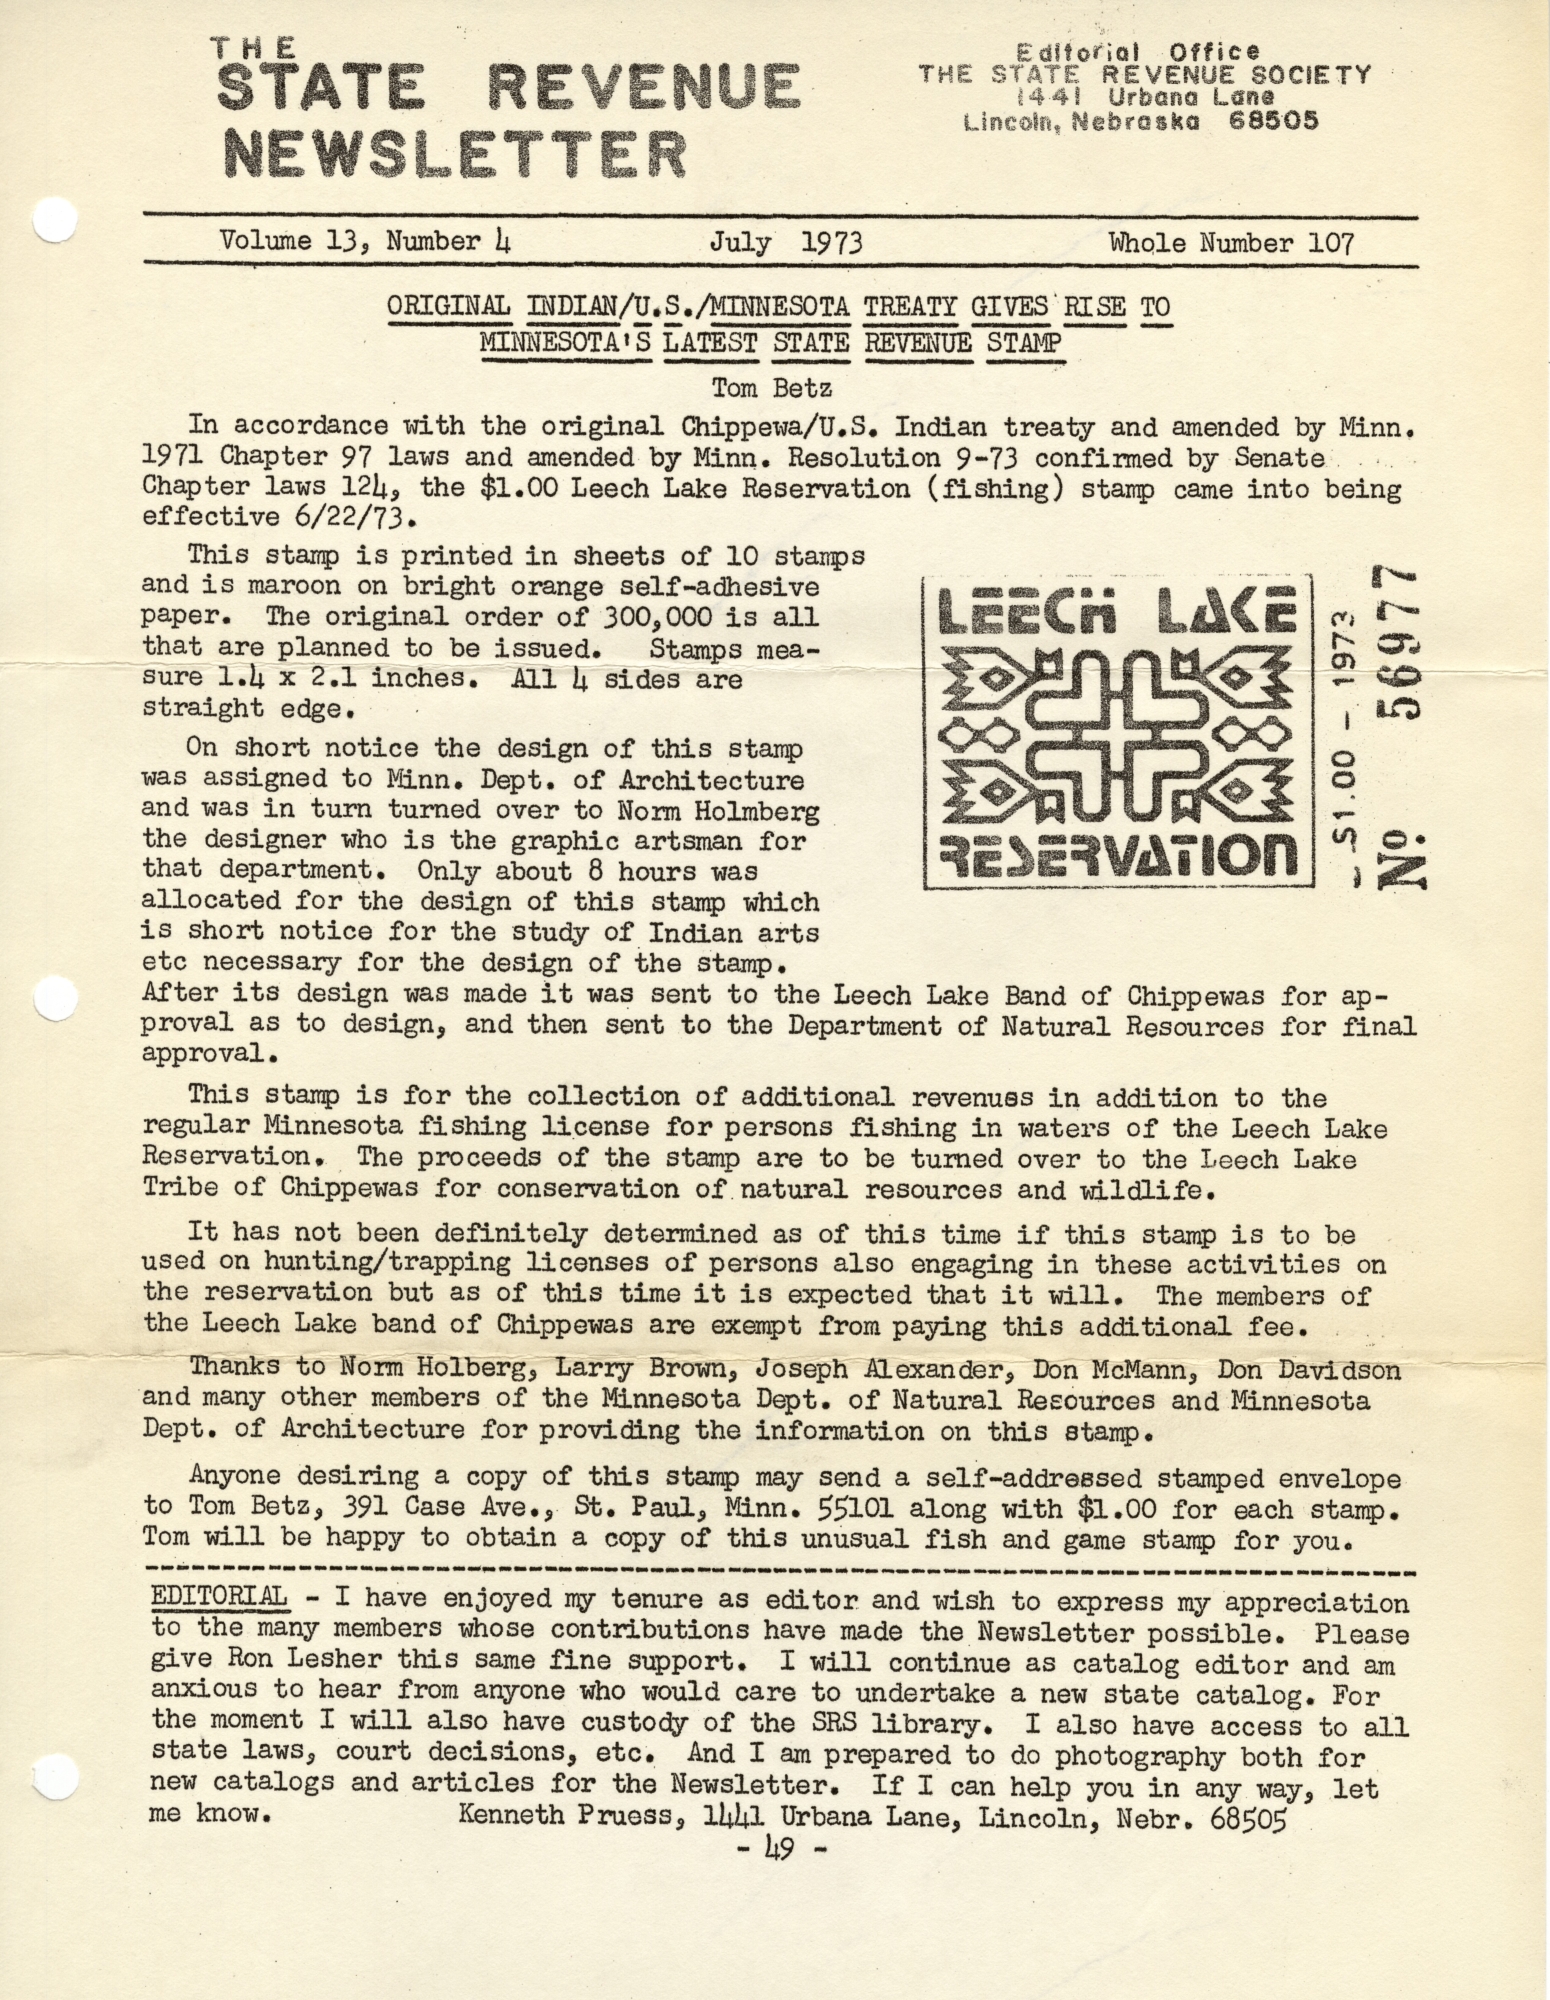 THE
STATE REVENUE
NEWSLETTER
Editorial Office
THE STATE REVENUE SOCIETY
1441 Urbana Lane
Lincoln, Nebraska 68505
Volume 13, Number 4 July 1973 Whole Number 107
ORIGINAL INDIAN/U.S./MINNESOTA TREATY GIVES RISE TO
MINNESOTA'S LATEST STATE REVENUE STAMP
Tom Betz
In accordance with the original Chippewa/U.S. Indian treaty and amended by Minn.
1971 Chapter 97 laws and amended by Minn. Resolution 9-73 confirmed by Senate
Chapter laws 124, the $1.00 Leech Lake Reservation (fishing) stamp came into being
effective 6/22/73.
This stamp is printed in sheets of 10 stamps
and is maroon on bright orange self-adhesive
paper. The original order of 300,000 is all
that are planned to be issued. Stamps mea-
sure 1.4 x 2.1 inches. All 4 sides are
straight edge.
On short notice the design of this stamp
was assigned to Minn. Dept. of Architecture
and was in turn turned over to Norm Holmberg
the designer who is the graphic artsman for
that department. Only about 8 hours was
allocated for the design of this stamp which
is short notice for the study of Indian arts
etc necessary for the design of the stamp.
LEECH LAKE
RESERVATION
$1.00 - 1973
No. 56977
After its design was made it was sent to the Leech Lake Band of Chippewas for ap-
proval as to design, and then sent to the Department of Natural Resources for final
approval.
This stamp is for the collection of additional revenues in addition to the
regular Minnesota fishing license for persons fishing in waters of the Leech Lake
Reservation. The proceeds of the stamp are to be turned over to the Leech Lake
Tribe of Chippewas for conservation of natural resources and wildlife.
It has not been definitely determined as of this time if this stamp is to be
used on hunting/trapping licenses of persons also engaging in these activities on
the reservation but as of this time it is expected that it will. The members of
the Leech Lake band of Chippewas are exempt from paying this additional fee.
Thanks to Norm Holberg, Larry Brown, Joseph Alexander, Don McMann, Don Davidson
and many other members of the Minnesota Dept. of Natural Resources and Minnesota
Dept. of Architecture for providing the information on this stamp.
Anyone desiring a copy of this stamp may send a self-addressed stamped envelope
to Tom Betz, 391 Case Ave., St. Paul, Minn. 55101 along with $1.00 for each stamp.
Tom will be happy to obtain a copy of this unusual fish and game stamp for you.
EDITORIAL - I have enjoyed my tenure as editor and wish to express my appreciation
to the many members whose contributions have made the Newsletter possible. Please
give Ron Lesher this same fine support. I will continue as catalog editor and am
anxious to hear from anyone who would care to undertake a new state catalog. For
the moment I will also have custody of the SRS library. I also have access to all
state laws, court decisions, etc. And I am prepared to do photography both for
new catalogs and articles for the Newsletter. If I can help you in any way, let
me know. Kenneth Pruess, 1441 Urbana Lane, Lincoln, Nebr. 68505
- 49 -